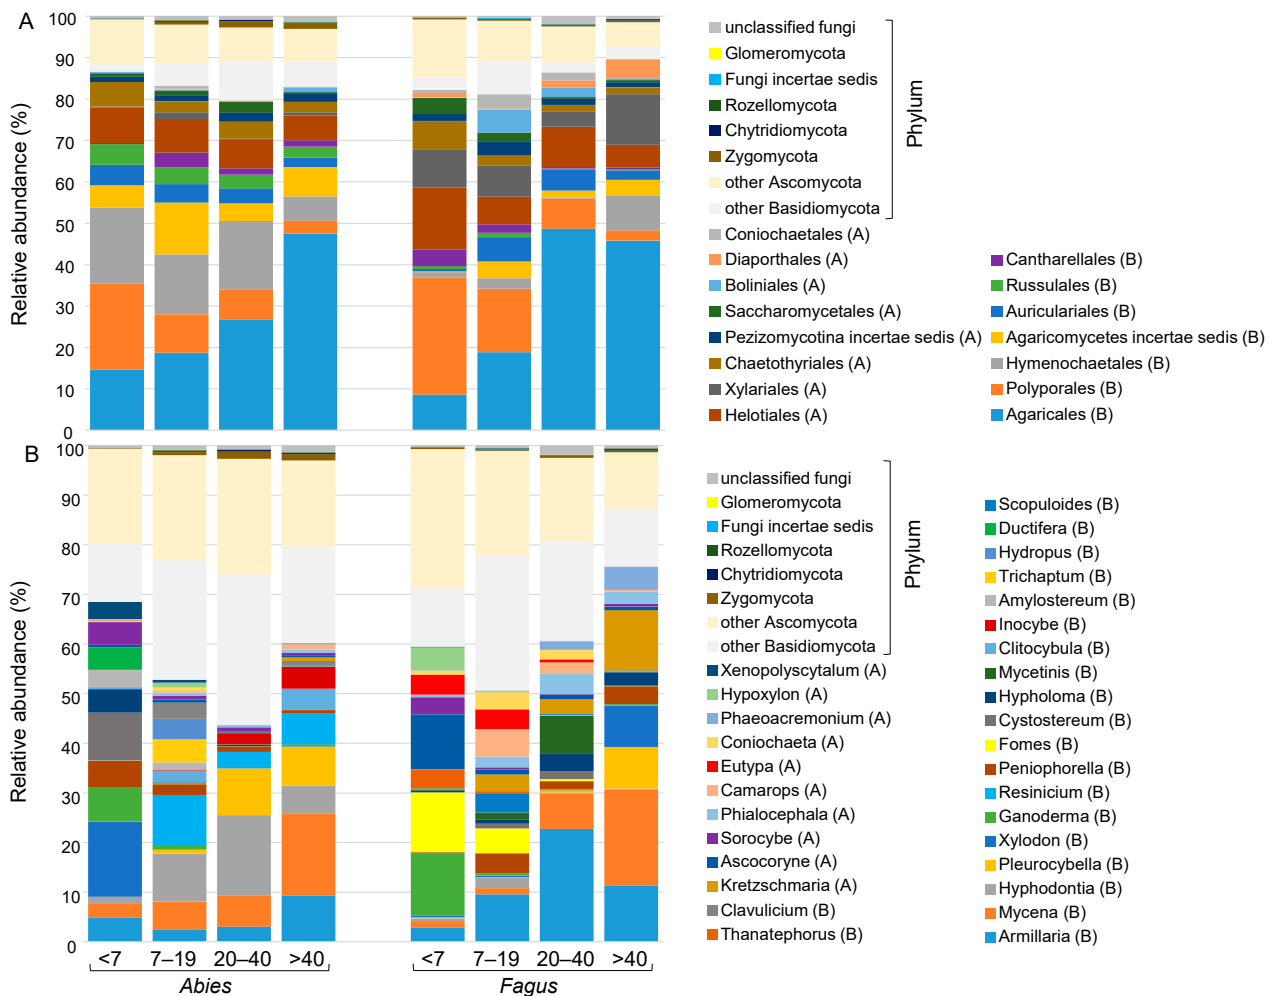 A
Relative abundance (%)
100
90
80
70
60
50
40
30
20
10
0
unclassified fungi
Glomeromycota
Fungi incertae sedis
Rozellomycota
Chytridiomycota
Zygomycota
other Ascomycota
other Basidiomycota
Phylum
Coniochaetales (A)
Diaporthales (A)
Boliniales (A)
Saccharomycetales (A)
Pezizomycotina incertae sedis (A)
Chaetothyriales (A)
Xylariales (A)
Helotiales (A)
Cantharellales (B)
Russulales (B)
Auriculariales (B)
Agaricomycetes incertae sedis (B)
Hymenochaetales (B)
Polyporales (B)
Agaricales (B)
B
Relative abundance (%)
100
90
80
70
60
50
40
30
20
10
0
<7
7–19
20–40
>40
<7
7–19
20–40
>40
Abies
Fagus
unclassified fungi
Glomeromycota
Fungi incertae sedis
Rozellomycota
Chytridiomycota
Zygomycota
other Ascomycota
other Basidiomycota
Phylum
Xenopolyscytalum (A)
Hypoxylon (A)
Phaeoacremonium (A)
Coniochaeta (A)
Eutypa (A)
Camarops (A)
Phialocephala (A)
Sorocybe (A)
Ascocoryne (A)
Kretzschmaria (A)
Clavulicium (B)
Thanatephorus (B)
Scopuloides (B)
Ductifera (B)
Hydropus (B)
Trichaptum (B)
Amylostereum (B)
Inocybe (B)
Clitocybula (B)
Mycetinis (B)
Hypholoma (B)
Cystostereum (B)
Fomes (B)
Peniophorella (B)
Resinicium (B)
Ganoderma (B)
Xylodon (B)
Pleurocybella (B)
Hyphodontia (B)
Mycena (B)
Armillaria (B)